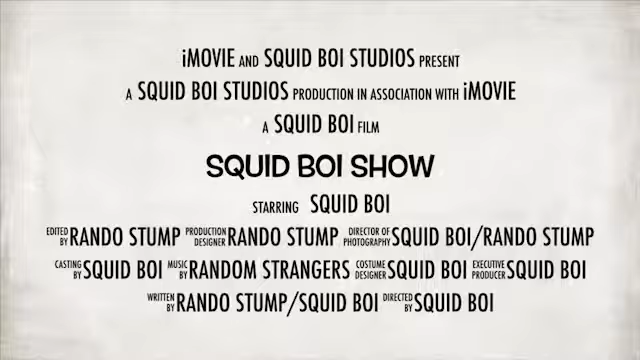 iMOVIE AND SQUID BOI STUDIOS PRESENT
A SQUID BOI STUDIOS PRODUCTION IN ASSOCIATION WITH iMOVIE
A SQUID BOI FILM
SQUID BOI SHOW
STARRING SQUID BOI
EDITED BY RANDO STUMP PRODUCTION DESIGNER RANDO STUMP DIRECTOR OF PHOTOGRAPHY SQUID BOI/RANDO STUMP
CASTING BY SQUID BOI MUSIC BY RANDOM STRANGERS COSTUME DESIGNER SQUID BOI EXECUTIVE PRODUCER SQUID BOI
WRITTEN BY RANDO STUMP/SQUID BOI DIRECTED BY SQUID BOI